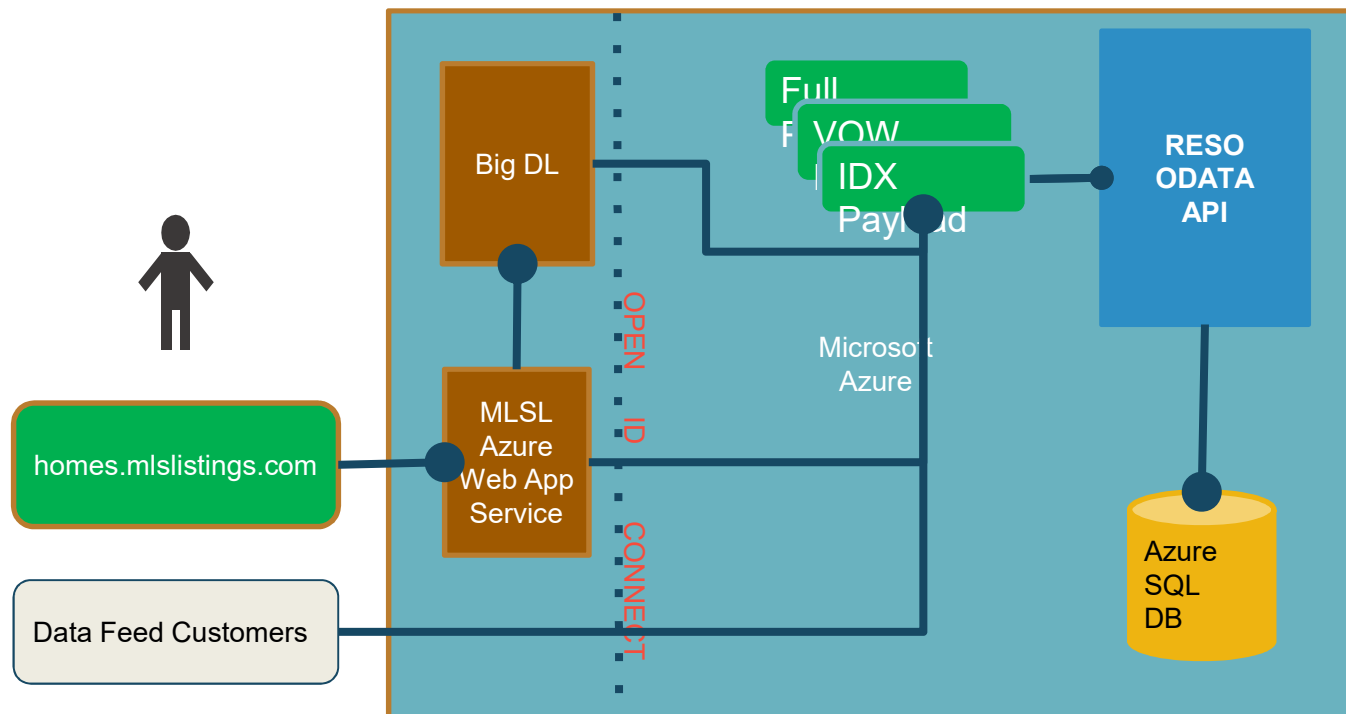 Full
VOW
IDX
Payload
RESO
ODATA
API
Big DL
OPEN ID CONNECT
Microsoft
Azure
MLSL
Azure
Web App
Service
homes.mlslistings.com
Azure
SQL
DB
Data Feed Customers